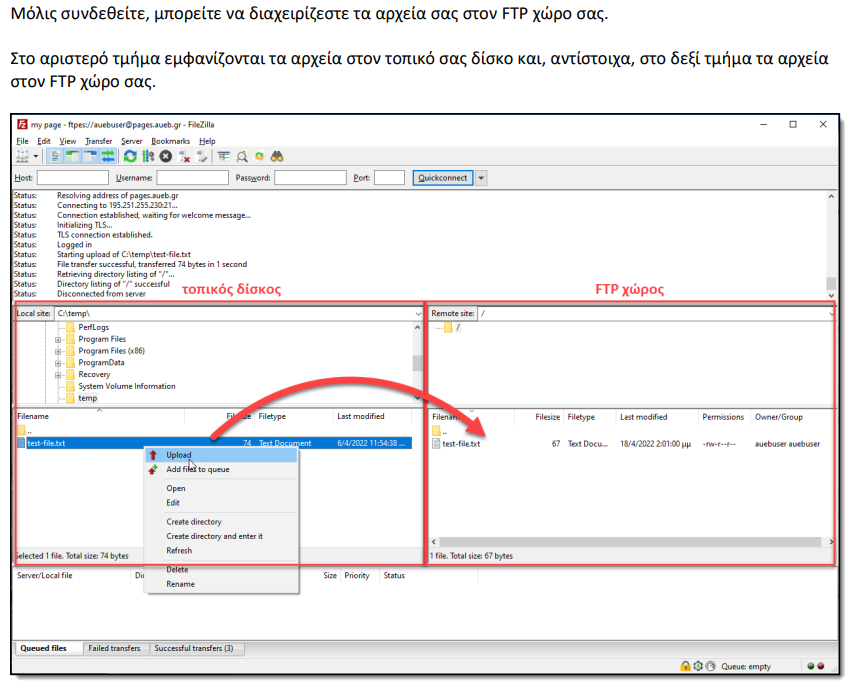 Μόλις συνδεθείτε, μπορείτε να διαχειρίζεστε τα αρχεία σας στον FTP χώρο σας.
Στο αριστερό τμήμα εμφανίζονται τα αρχεία στον τοπικό σας δίσκο και, αντίστοιχα, στο δεξί τμήμα τα αρχεία
στον FTP χώρο σας.
my page - ftpes://auebuser@pages.aueb.gr - FileZilla
File Edit View Transfer Server Bookmarks Help
Host: Username: Password: Port: Quickconnect
Status: Resolving address of pages.aueb.gr
Status: Connecting to 195.251.255.230:21...
Status: Connection established, waiting for welcome message...
Status: Initializing TLS...
Status: TLS connection established.
Status: Logged in
Status: Starting upload of C:\temp\test-file.txt
Status: File transfer successful, transferred 74 bytes in 1 second
Status: Retrieving directory listing of "/"...
Status: Directory listing of "/" successful
Status: Disconnected from server
τοπικός δίσκος
FTP χώρος
Local site: C:\temp\
PerfLogs
Program Files
Program Files (x86)
ProgramData
Recovery
System Volume Information
temp
Remote site: /
/
Filename Filesize Filetype Last modified
..
test-file.txt 74 Text Document 6/4/2022 11:54:38 ...
Upload
Add files to queue
Open
Edit
Create directory
Create directory and enter it
Refresh
Delete
Rename
Selected 1 file. Total size: 74 bytes
Filesize Filetype Last modified Permissions Owner/Group
..
test-file.txt 67 Text Docu... 18/4/2022 2:01:00 μμ -rw-r--r-- auebuser auebuser
1 file. Total size: 67 bytes
Server/Local file Size Priority Status
Queued files Failed transfers Successful transfers (3)
Queue: empty